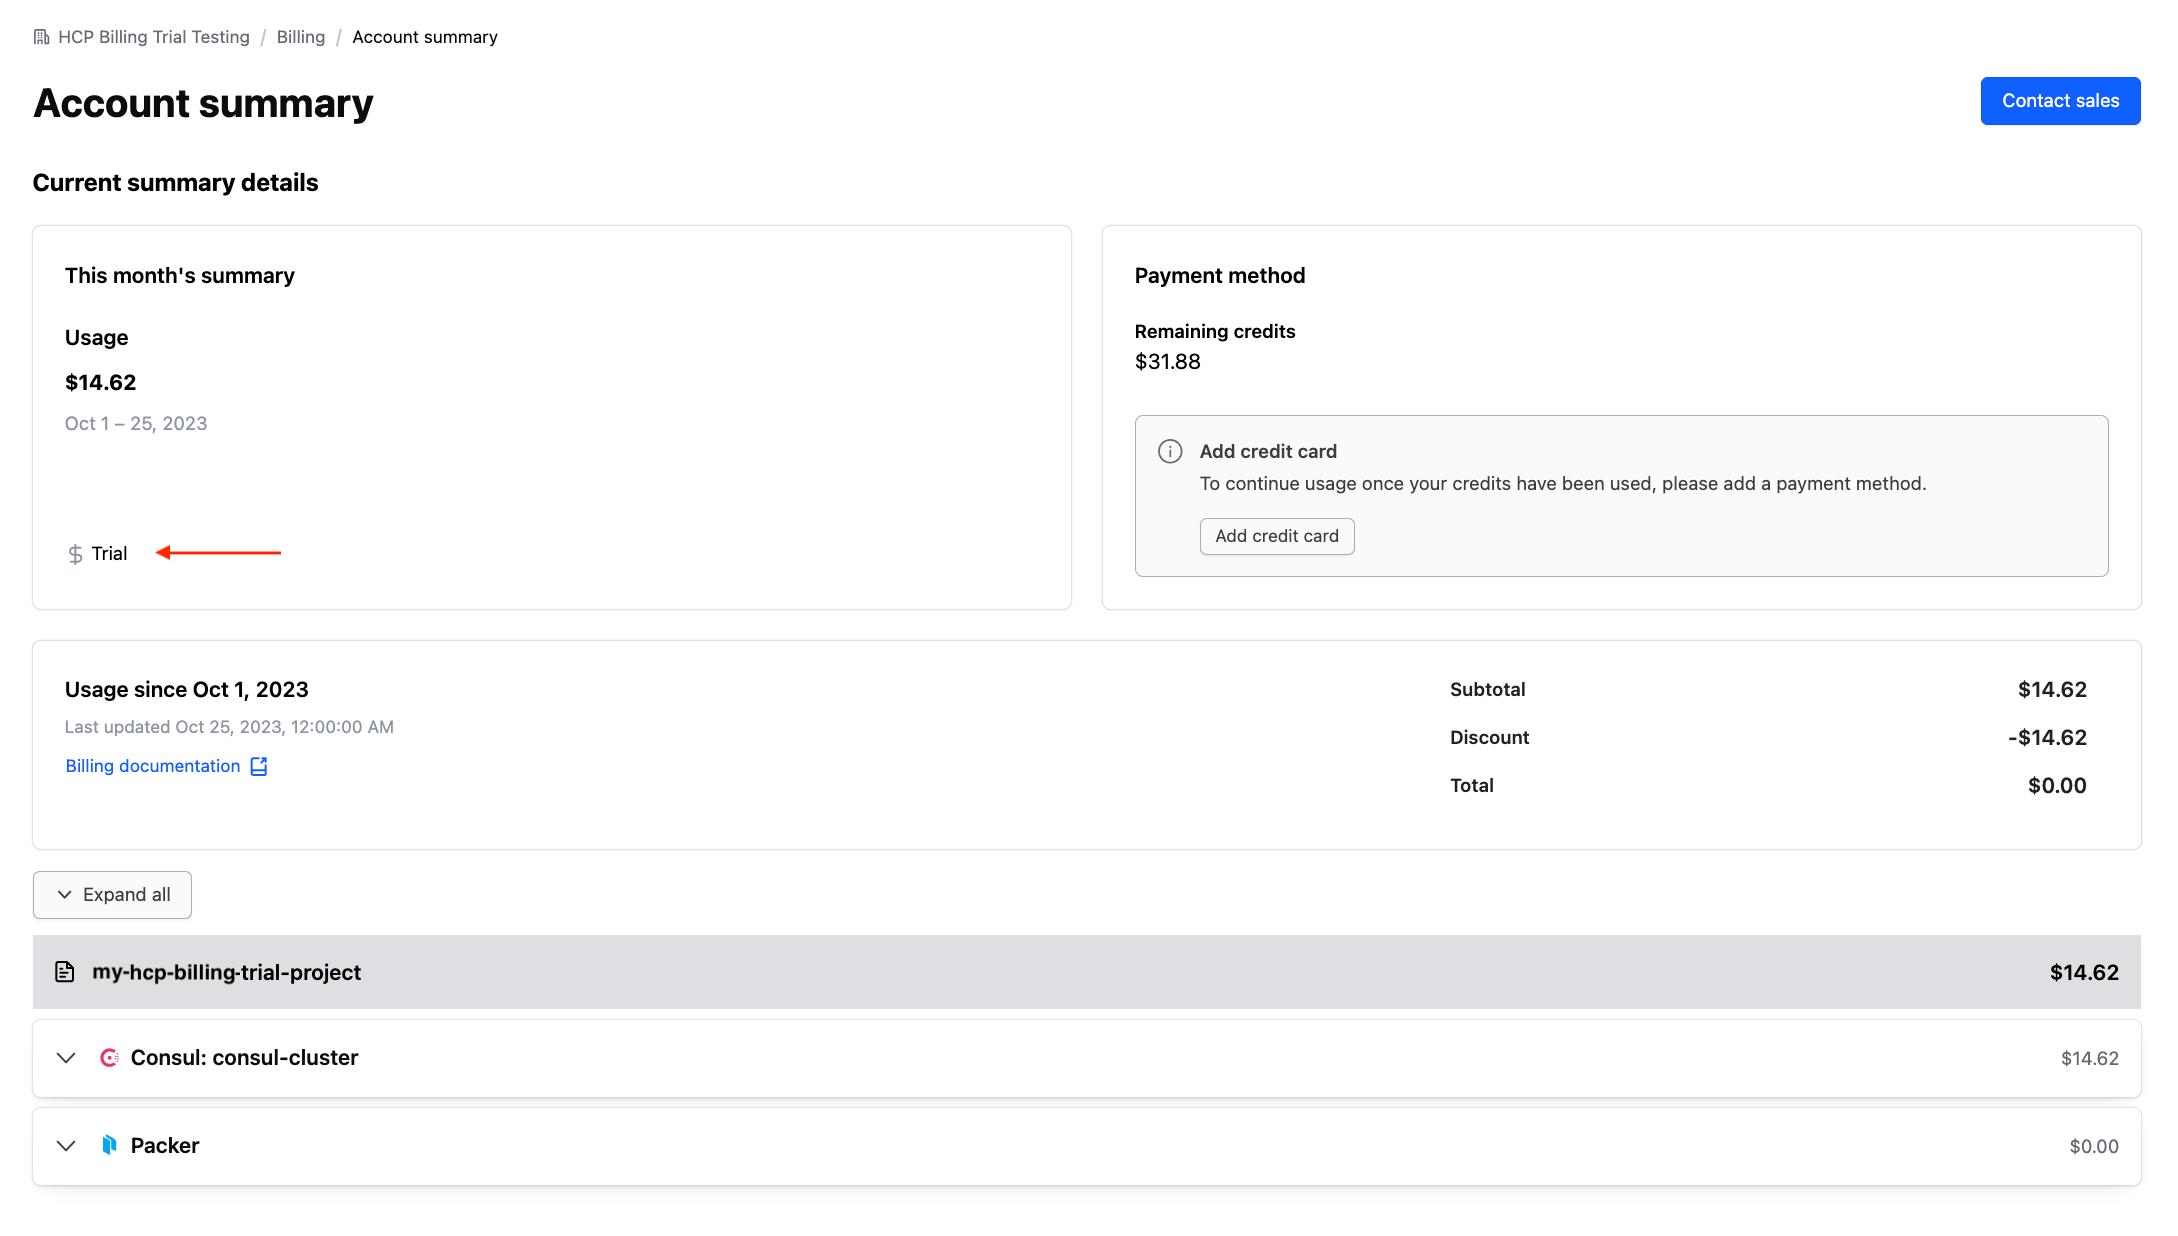 HCP Billing Trial Testing / Billing / Account summary
Account summary
Contact sales
Current summary details
This month's summary
Usage
$14.62
Oct 1 – 25, 2023
$ Trial
Payment method
Remaining credits
$31.88
Add credit card
To continue usage once your credits have been used, please add a payment method.
Add credit card
Usage since Oct 1, 2023
Last updated Oct 25, 2023, 12:00:00 AM
Billing documentation
Subtotal $14.62
Discount -$14.62
Total $0.00
Expand all
my-hcp-billing-trial-project $14.62
Consul: consul-cluster $14.62
Packer $0.00